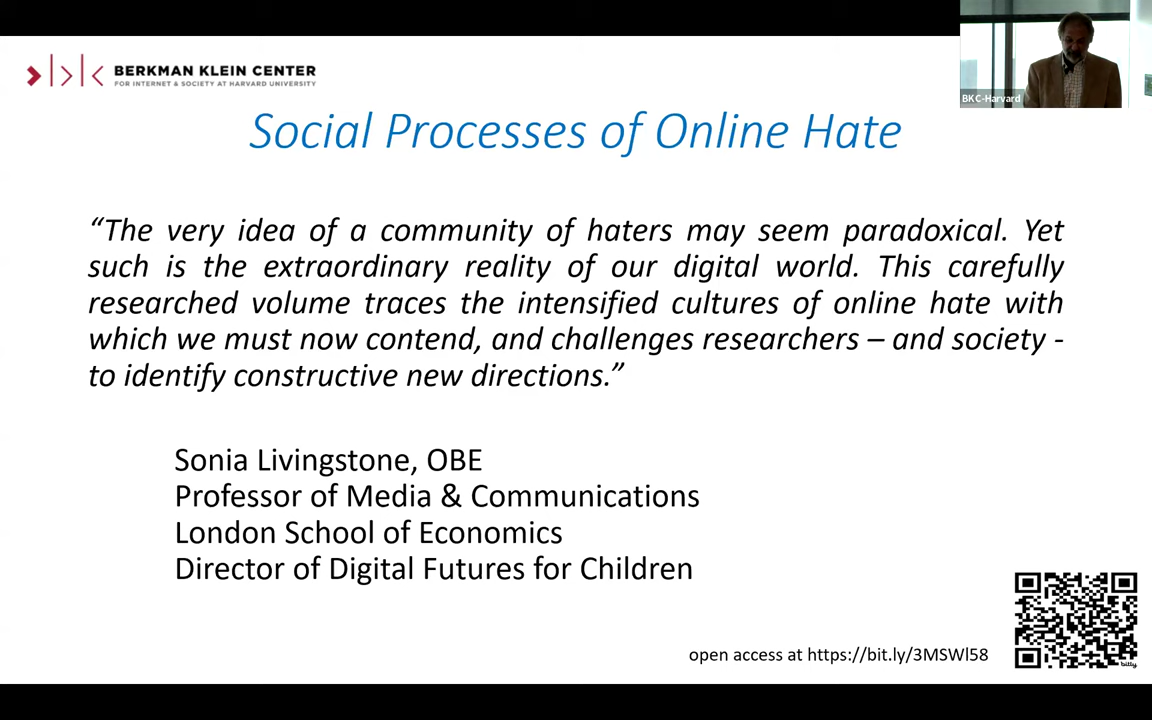 BERKMAN KLEIN CENTER
FOR INTERNET & SOCIETY AT HARVARD UNIVERSITY
BKC-Harvard
Social Processes of Online Hate
“The very idea of a community of haters may seem paradoxical. Yet
such is the extraordinary reality of our digital world. This carefully
researched volume traces the intensified cultures of online hate with
which we must now contend, and challenges researchers – and society -
to identify constructive new directions.”
Sonia Livingstone, OBE
Professor of Media & Communications
London School of Economics
Director of Digital Futures for Children
open access at https://bit.ly/3MSWl58
bitly